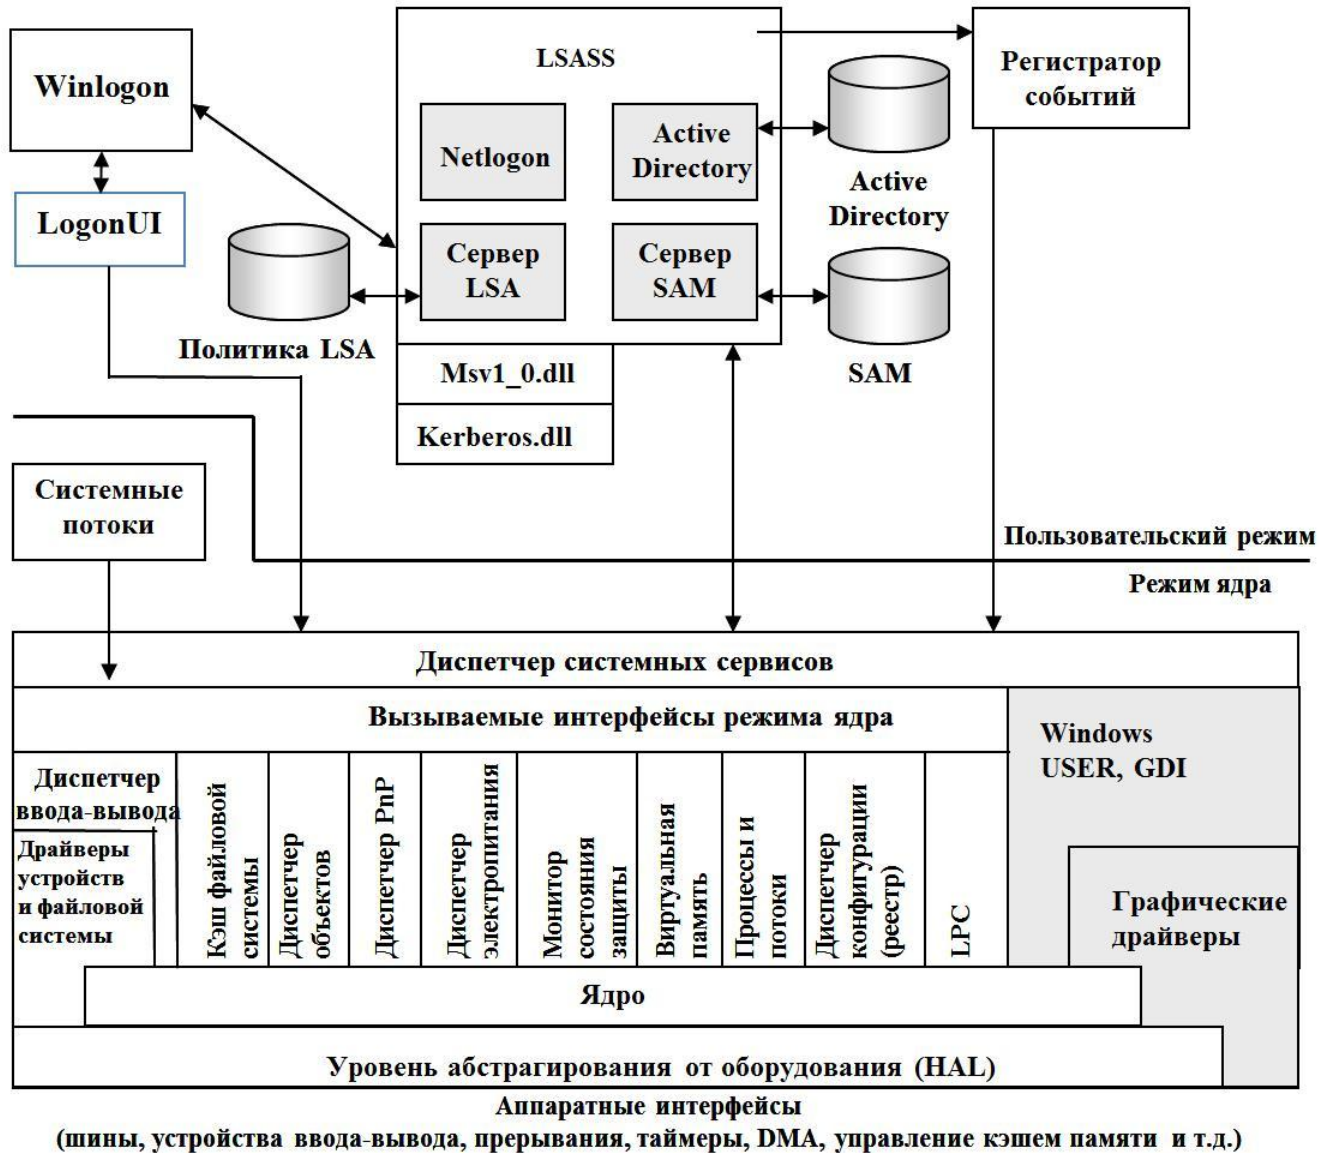 Winlogon
LogonUI
LSASS
Netlogon
Active
Directory
Сервер
LSA
Сервер
SAM
Msv1_0.dll
Kerberos.dll
Политика LSA
Active
Directory
SAM
Регистратор
событий
Системные
потоки
Пользовательский режим
Режим ядра
Диспетчер системных сервисов
Вызываемые интерфейсы режима ядра
Windows
USER, GDI
Диспетчер
ввода-вывода
Драйверы
устройств
и файловой
системы
Кэш файловой
системы
Диспетчер
объектов
Диспетчер PnP
Диспетчер
электропитания
Монитор
состояния
защиты
Виртуальная
память
Процессы и
потоки
Диспетчер
конфигурации
(реестр)
LPC
Графические
драйверы
Ядро
Уровень абстрагирования от оборудования (HAL)
Аппаратные интерфейсы
(шины, устройства ввода-вывода, прерывания, таймеры, DMA, управление кэшем памяти и т.д.)